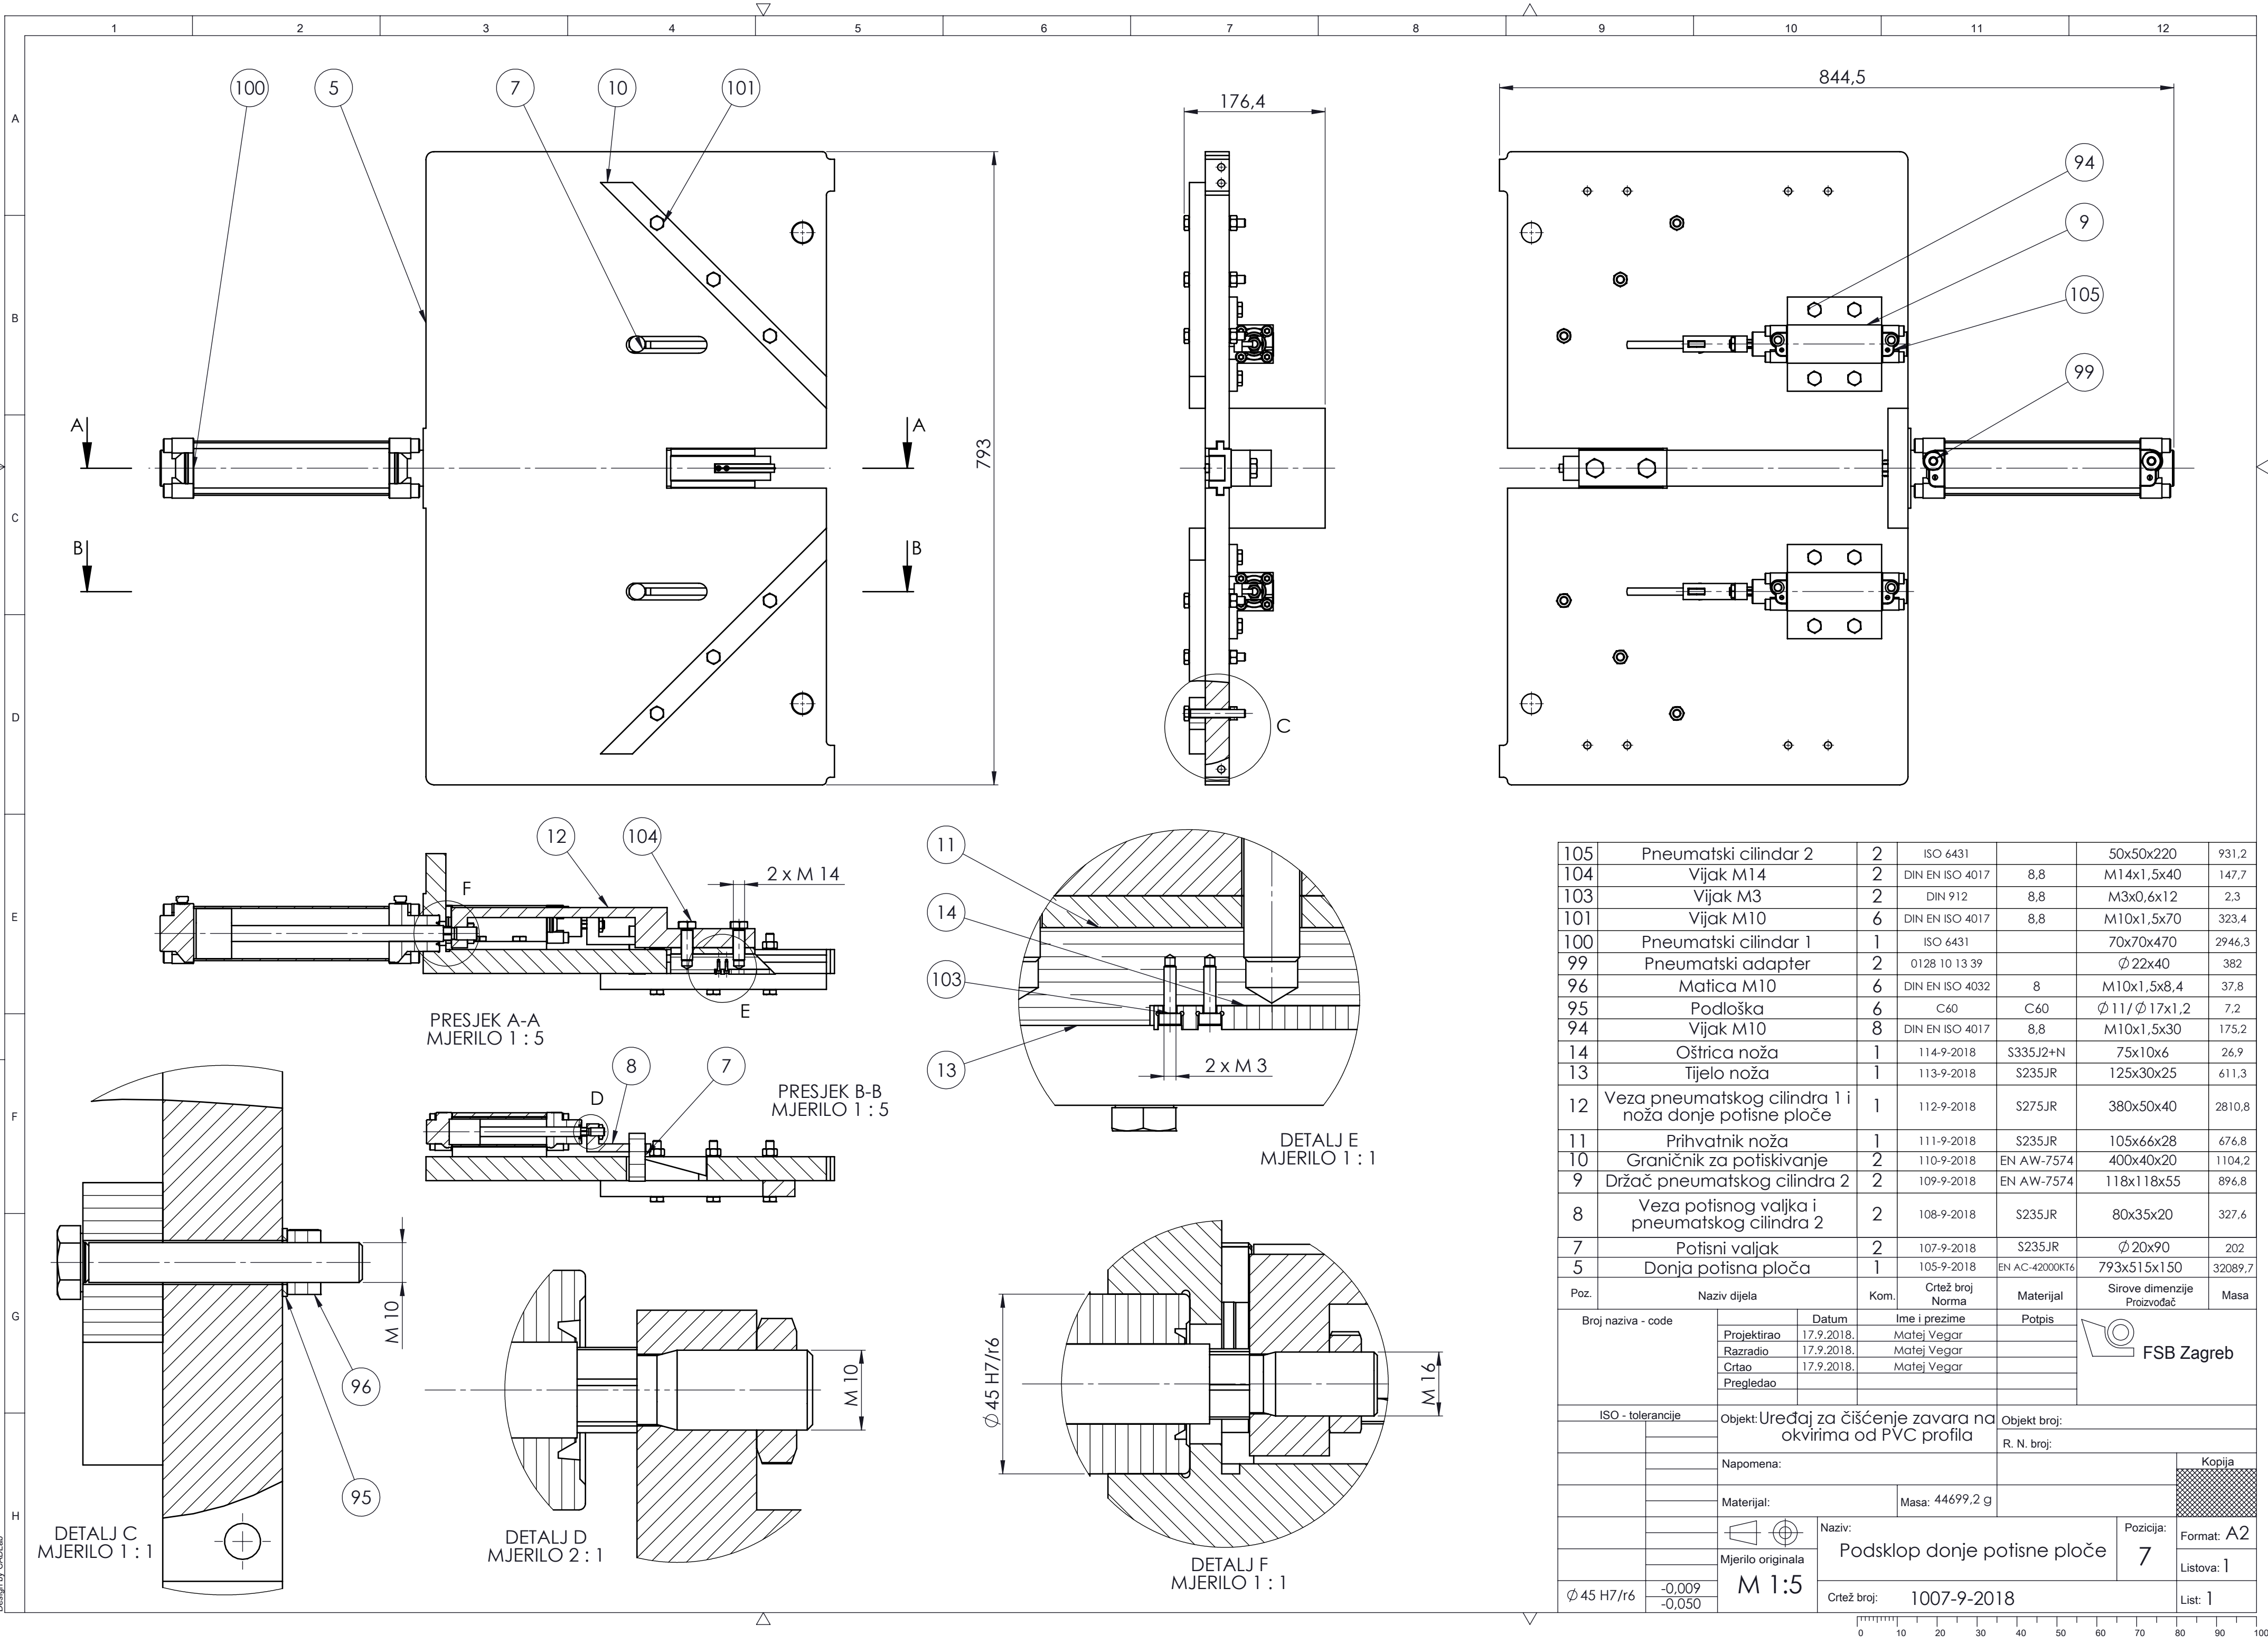 1 2 3 4 5 6 7 8 9 10 11 12
A
B
C
D
E
F
G
H
100
5
7
10
101
A
A
B
B
793
176,4
C
844,5
94
9
105
99
12
104
2 x M 14
F
E
PRESJEK A-A
MJERILO 1 : 5
11
14
103
13
2 x M 3
DETALJ E
MJERILO 1 : 1
8
7
D
PRESJEK B-B
MJERILO 1 : 5
M 10
96
95
DETALJ C
MJERILO 1 : 1
M 10
DETALJ D
MJERILO 2 : 1
Ø 45 H7/r6
M 16
DETALJ F
MJERILO 1 : 1
105 Pneumatski cilindar 2 2 ISO 6431 50x50x220 931,2
104 Vijak M14 2 DIN EN ISO 4017 8,8 M14x1,5x40 147,7
103 Vijak M3 2 DIN 912 8,8 M3x0,6x12 2,3
101 Vijak M10 6 DIN EN ISO 4017 8,8 M10x1,5x70 323,4
100 Pneumatski cilindar 1 1 ISO 6431 70x70x470 2946,3
99 Pneumatski adapter 2 0128 10 13 39 Ø 22x40 382
96 Matica M10 6 DIN EN ISO 4032 8 M10x1,5x8,4 37,8
95 Podloška 6 C60 C60 Ø 11/ Ø 17x1,2 7,2
94 Vijak M10 8 DIN EN ISO 4017 8,8 M10x1,5x30 175,2
14 Oštrica noža 1 114-9-2018 S335J2+N 75x10x6 26,9
13 Tijelo noža 1 113-9-2018 S235JR 125x30x25 611,3
12 Veza pneumatskog cilindra 1 i
noža donje potisne ploče 1 112-9-2018 S275JR 380x50x40 2810,8
11 Prihvatnik noža 1 111-9-2018 S235JR 105x66x28 676,8
10 Graničnik za potiskivanje 2 110-9-2018 EN AW-7574 400x40x20 1104,2
9 Držač pneumatskog cilindra 2 2 109-9-2018 EN AW-7574 118x118x55 896,8
8 Veza potisnog valjka i
pneumatskog cilindra 2 2 108-9-2018 S235JR 80x35x20 327,6
7 Potisni valjak 2 107-9-2018 S235JR Ø 20x90 202
5 Donja potisna ploča 1 105-9-2018 EN AC-42000KT6 793x515x150 32089,7
Poz. Naziv dijela Kom. Crtež broj
Norma Materijal Sirove dimenzije
Proizvođač Masa
Broj naziva - code Datum Ime i prezime Potpis
Projektirao 17.9.2018. Matej Vegar
Razradio 17.9.2018. Matej Vegar
Crtao 17.9.2018. Matej Vegar
Pregledao
FSB Zagreb
ISO - tolerancije
Objekt: Uređaj za čišćenje zavara na
okvirima od PVC profila
Objekt broj:
R. N. broj:
Napomena:
Kopija
Materijal: Masa: 44699,2 g
Naziv:
Podsklop donje potisne ploče
Pozicija:
7
Format: A2
Listova: 1
Mjerilo originala
M 1:5
Ø 45 H7/r6 -0,009
-0,050
Crtež broj: 1007-9-2018
List: 1
Design by CADLab
0 10 20 30 40 50 60 70 80 90 100